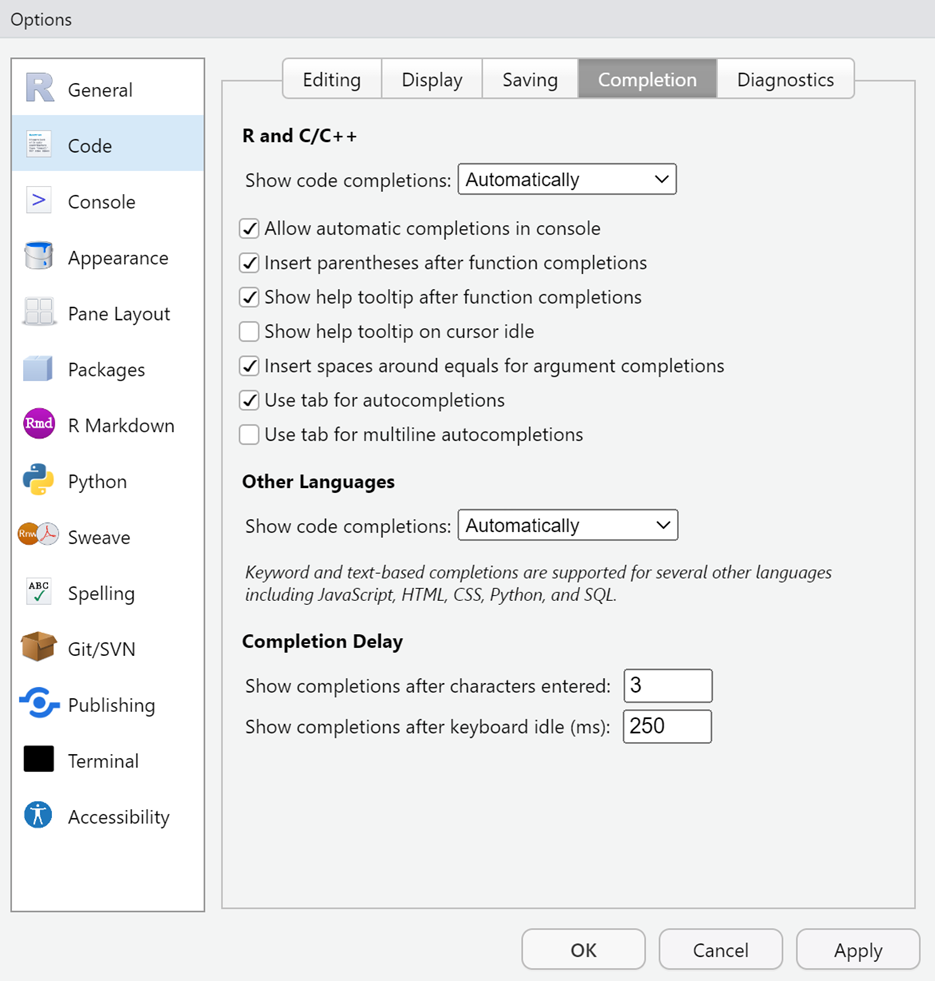 Options
General
Code
Console
Appearance
Pane Layout
Packages
Rmd
R Markdown
Python
Rnw
Sweave
ABC
Spelling
Git/SVN
Publishing
Terminal
Accessibility
Editing
Display
Saving
Completion
Diagnostics
R and C/C++
Show code completions: Automatically
Allow automatic completions in console
Insert parentheses after function completions
Show help tooltip after function completions
Show help tooltip on cursor idle
Insert spaces around equals for argument completions
Use tab for autocompletions
Use tab for multiline autocompletions
Other Languages
Show code completions: Automatically
Keyword and text-based completions are supported for several other languages
including JavaScript, HTML, CSS, Python, and SQL.
Completion Delay
Show completions after characters entered: 3
Show completions after keyboard idle (ms): 250
OK
Cancel
Apply